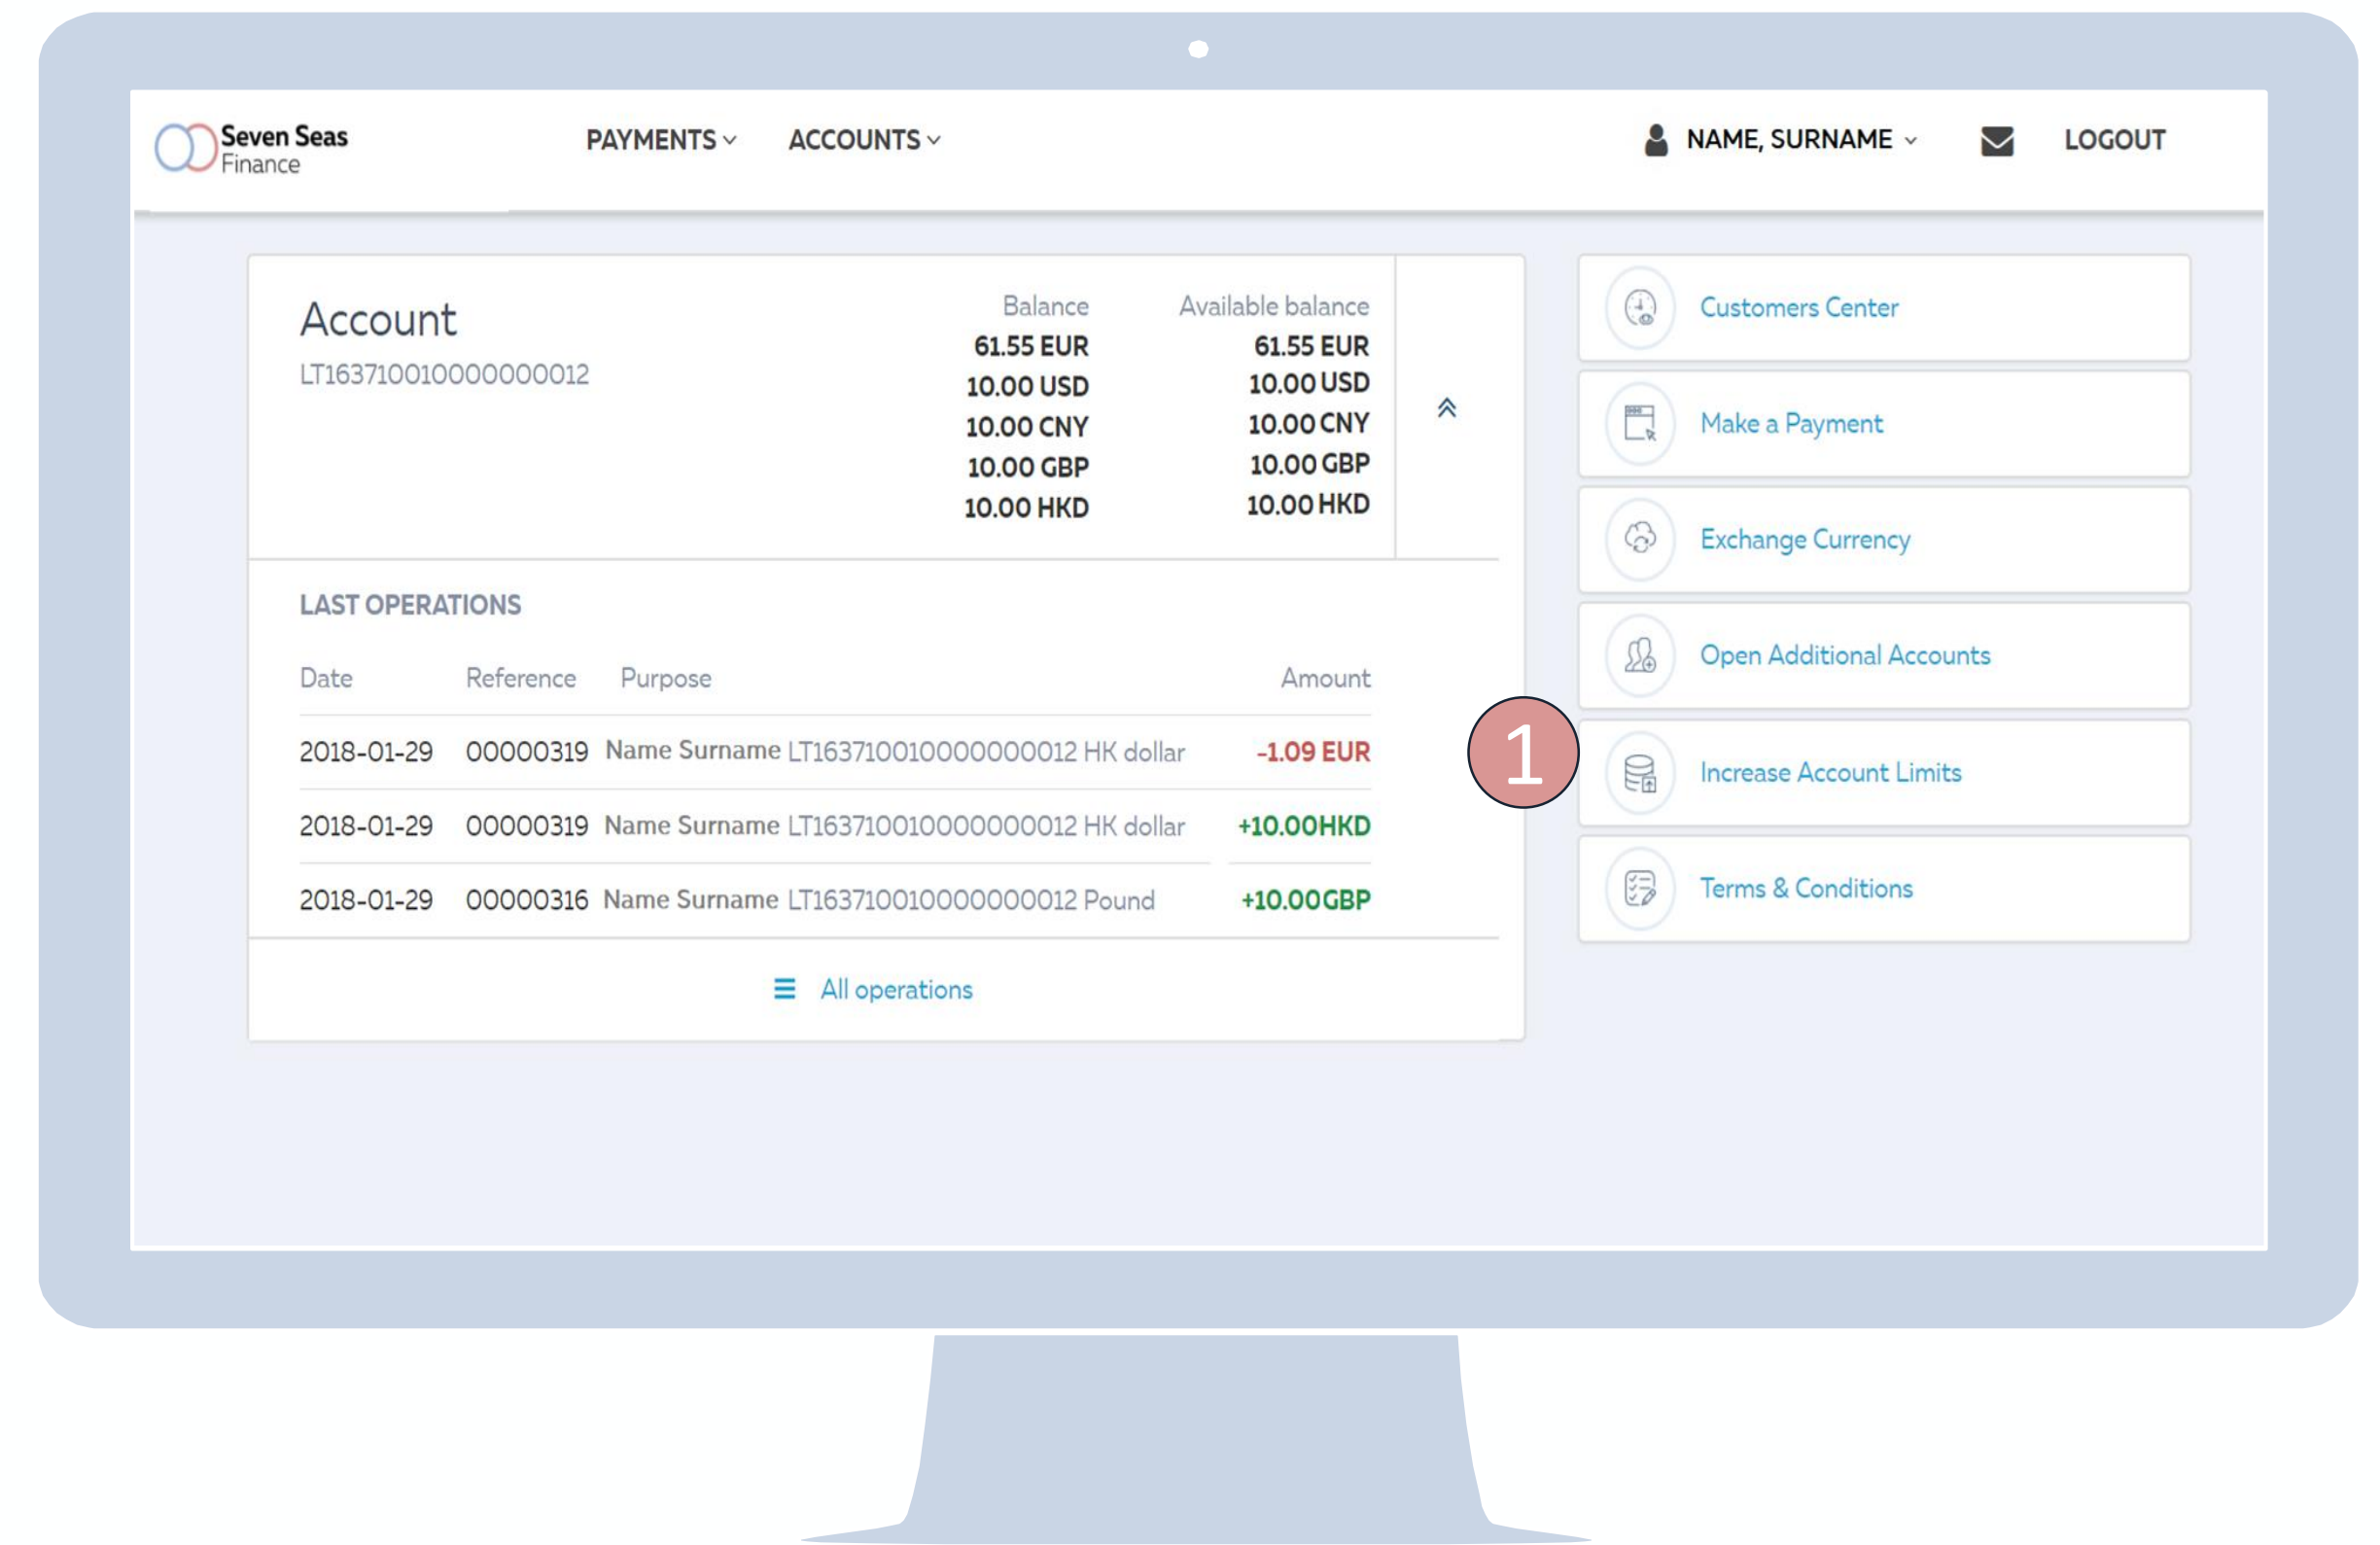 Seven Seas
Finance
PAYMENTS
ACCOUNTS
NAME, SURNAME
LOGOUT
Account
LT163710010000000012
Balance Available balance
61.55 EUR 61.55 EUR
10.00 USD 10.00 USD
10.00 CNY 10.00 CNY
10.00 GBP 10.00 GBP
10.00 HKD 10.00 HKD
LAST OPERATIONS
Date Reference Purpose Amount
2018-01-29 00000319 Name Surname LT163710010000000012 HK dollar -1.09 EUR
2018-01-29 00000319 Name Surname LT163710010000000012 HK dollar +10.00HKD
2018-01-29 00000316 Name Surname LT163710010000000012 Pound +10.00GBP
All operations
Customers Center
Make a Payment
Exchange Currency
Open Additional Accounts
1
Increase Account Limits
Terms & Conditions